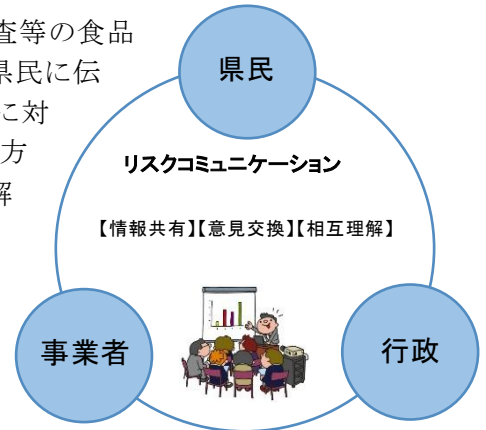 査等の食品
県民に伝
に対
方
解
県民
リスクコミュニケーション
【情報共有】【意見交換】【相互理解】
事業者
行政